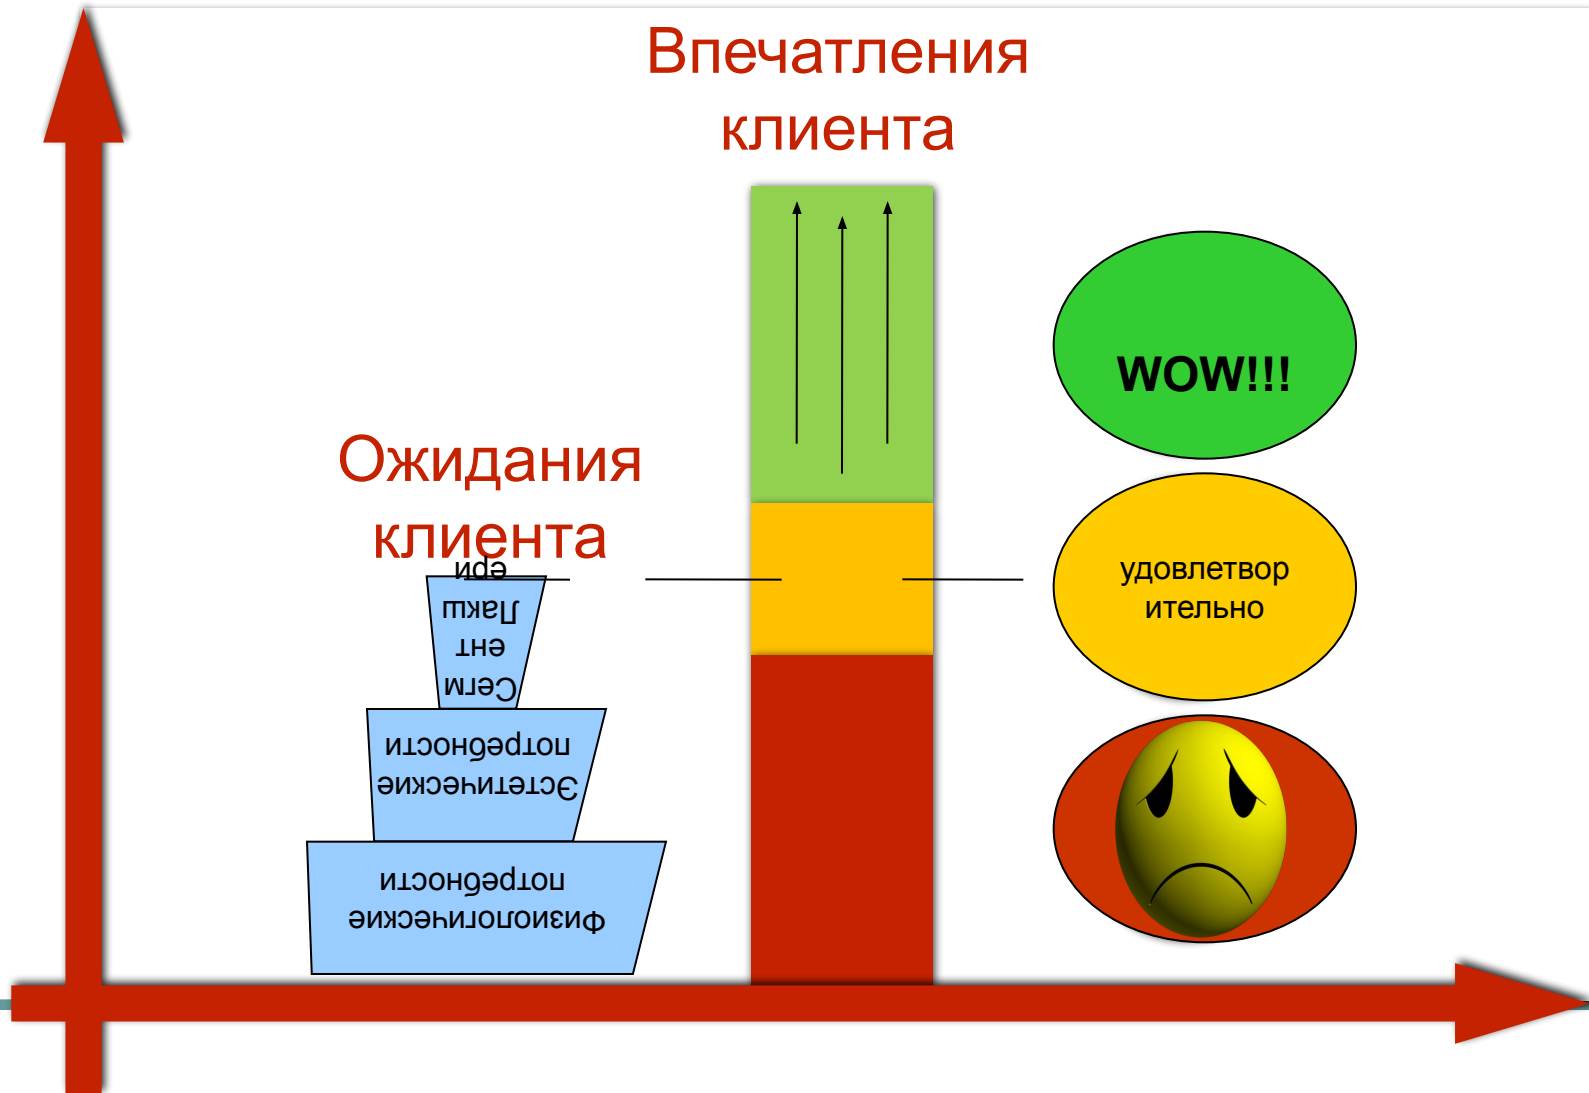 Впечатления
клиента
Ожидания
клиента
WOW!!!
удовлетвор
ительно
Сегм
ент
Лакш
ери
Эстетические
потребности
Физиологические
потребности